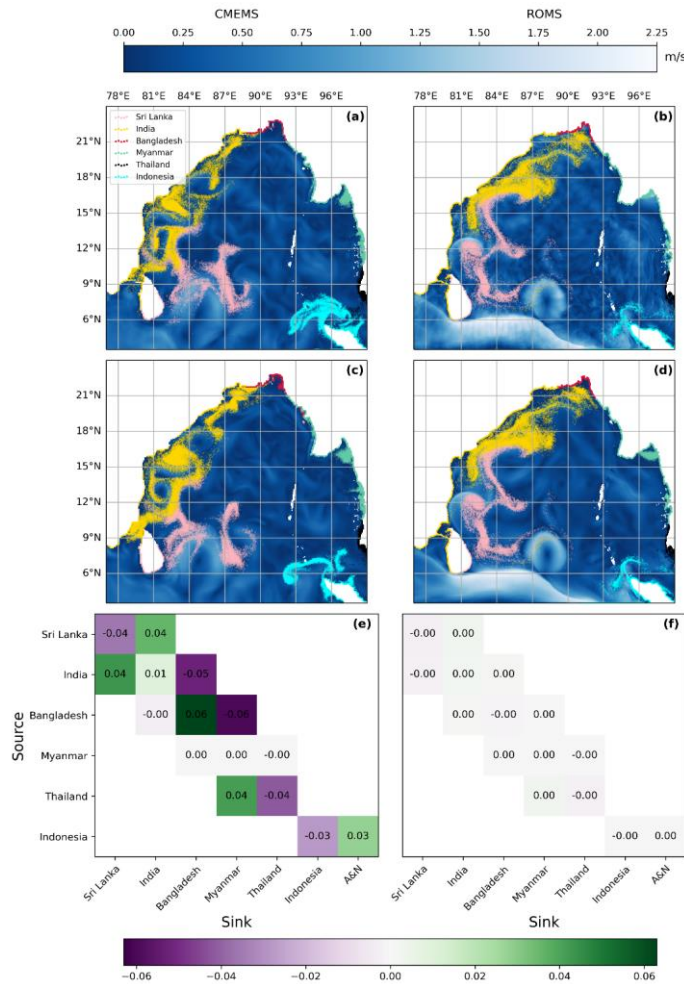 CMEMS ROMS
0.00 0.25 0.50 0.75 1.00 1.25 1.50 1.75 2.00 2.25
m/s
78°E 81°E 84°E 87°E 90°E 93°E 96°E 78°E 81°E 84°E 87°E 90°E 93°E 96°E
(a) (b)
Sri Lanka
India
Bangladesh
Myanmar
Thailand
Indonesia
21°N
18°N
15°N
12°N
9°N
6°N
(c) (d)
21°N
18°N
15°N
12°N
9°N
6°N
(e) (f)
Sri Lanka -0.04 0.04 -0.00 0.00
India 0.04 0.01 -0.05 -0.00 0.00 0.00
Bangladesh -0.00 0.06 -0.06 0.00 -0.00 0.00
Myanmar 0.00 0.00 -0.00 0.00 0.00 -0.00
Thailand 0.04 -0.04 0.00 -0.00
Indonesia -0.03 0.03 -0.00 0.00
Source
Sri Lanka India Bangladesh Myanmar Thailand Indonesia A&N Sri Lanka India Bangladesh Myanmar Thailand Indonesia A&N
Sink Sink
−0.06 −0.04 −0.02 0.00 0.02 0.04 0.06